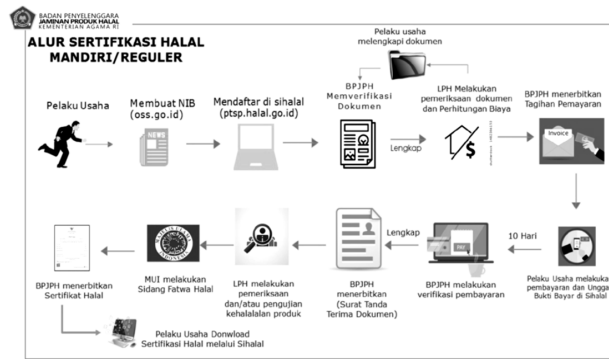 BADAN PENYELENGGARA
JAMINAN PRODUK HALAL
KEMENTERIAN AGAMA RI
ALUR SERTIFIKASI HALAL
MANDIRI/REGULER
Pelaku usaha
melengkapi dokumen
Pelaku Usaha
Membuat NIB
(oss.go.id)
Mendaftar di sihalal
(ptsp.halal.go.id)
BPJPH
Memverifikasi
Dokumen
LPH Melakukan
pemeriksaan dokumen
dan Perhitungan Biaya
BPJPH menerbitkan
Tagihan Pemayaran
NEWS
Lengkap
Invoice
Lengkap
10 Hari
PAY
BPJPH menerbitkan
Sertifikat Halal
MUI melakukan
Sidang Fatwa Halal
LPH melakukan
pemeriksaan
dan/atau pengujian
kehalalalan produk
BPJPH
menerbitkan
(Surat Tanda
Terima Dokumen)
BPJPH melakukan
verifikasi pembayaran
Pelaku Usaha melakuka
pembayaran dan Ungga
Bukti Bayar di Sihalal
Pelaku Usaha Donwload
Sertifikasi Halal melalui Sihalal